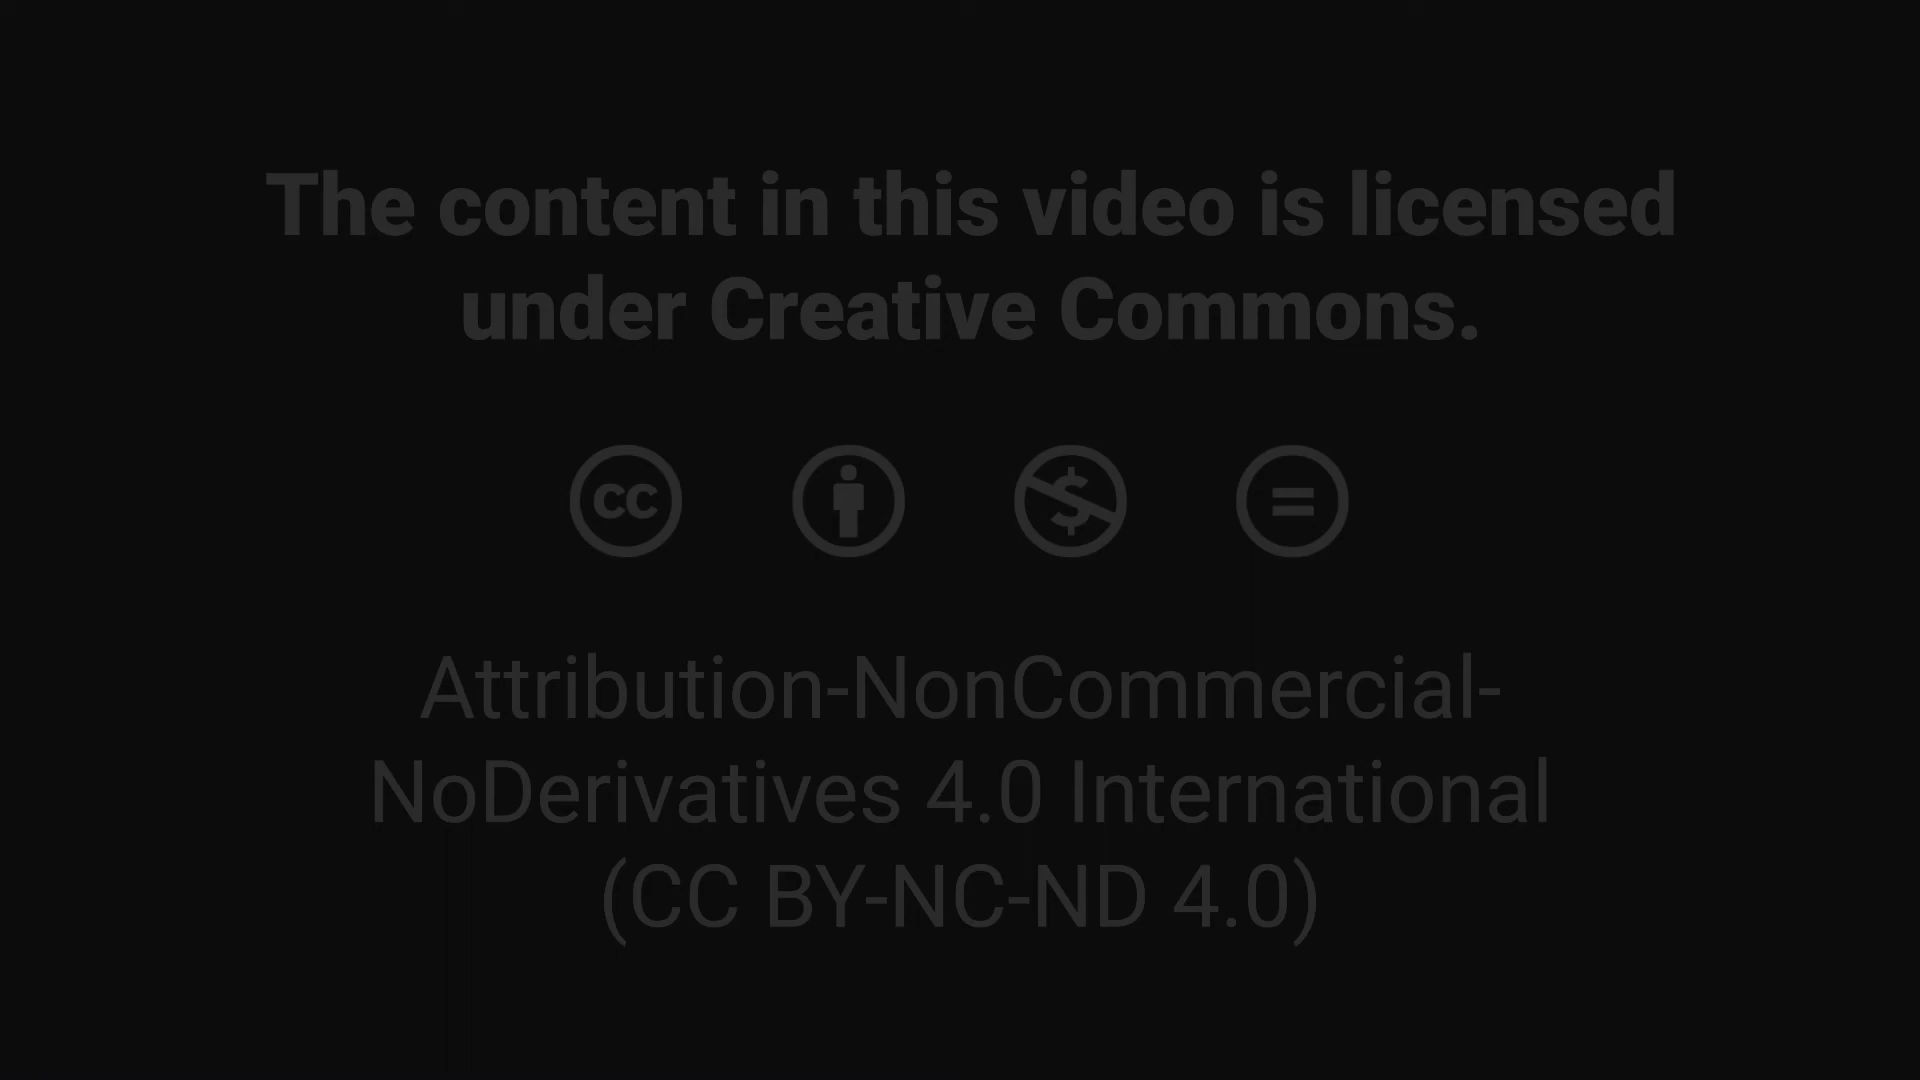 The content in this video is licensed
under Creative Commons.
cc
$
=
Attribution-NonCommercial-
NoDerivatives 4.0 International
(CC BY-NC-ND 4.0)